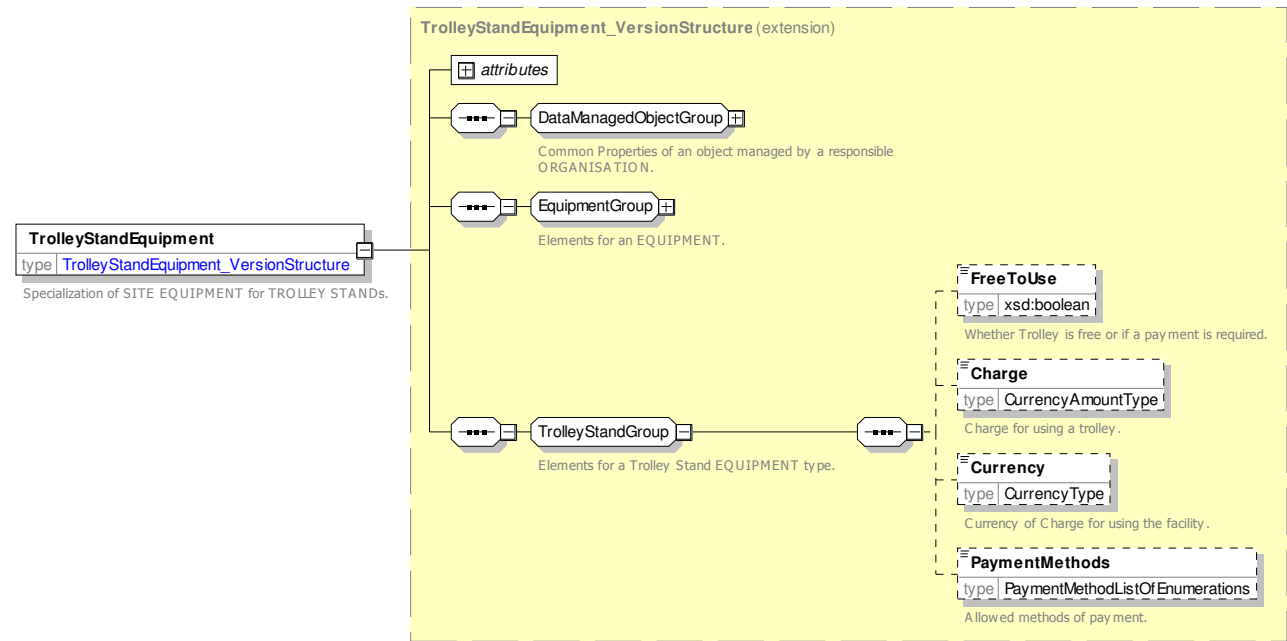 TrolleyStandEquipment_VersionStructure (extension)
attributes
DataManagedObjectGroup
Common Properties of an object managed by a responsible
ORGANISATION.
EquipmentGroup
Elements for an EQUIPMENT.
TrolleyStandEquipment
type TrolleyStandEquipment_VersionStructure
Specialization of SITE EQUIPMENT for TROLLEY STANDs.
TrolleyStandGroup
Elements for a Trolley Stand EQUIPMENT type.
FreeToUse
type xsd:boolean
Whether Trolley is free or if a payment is required.
Charge
type CurrencyAmountType
Charge for using a trolley.
Currency
type CurrencyType
Currency of Charge for using the facility.
PaymentMethods
type PaymentMethodListOfEnumerations
Allowed methods of payment.